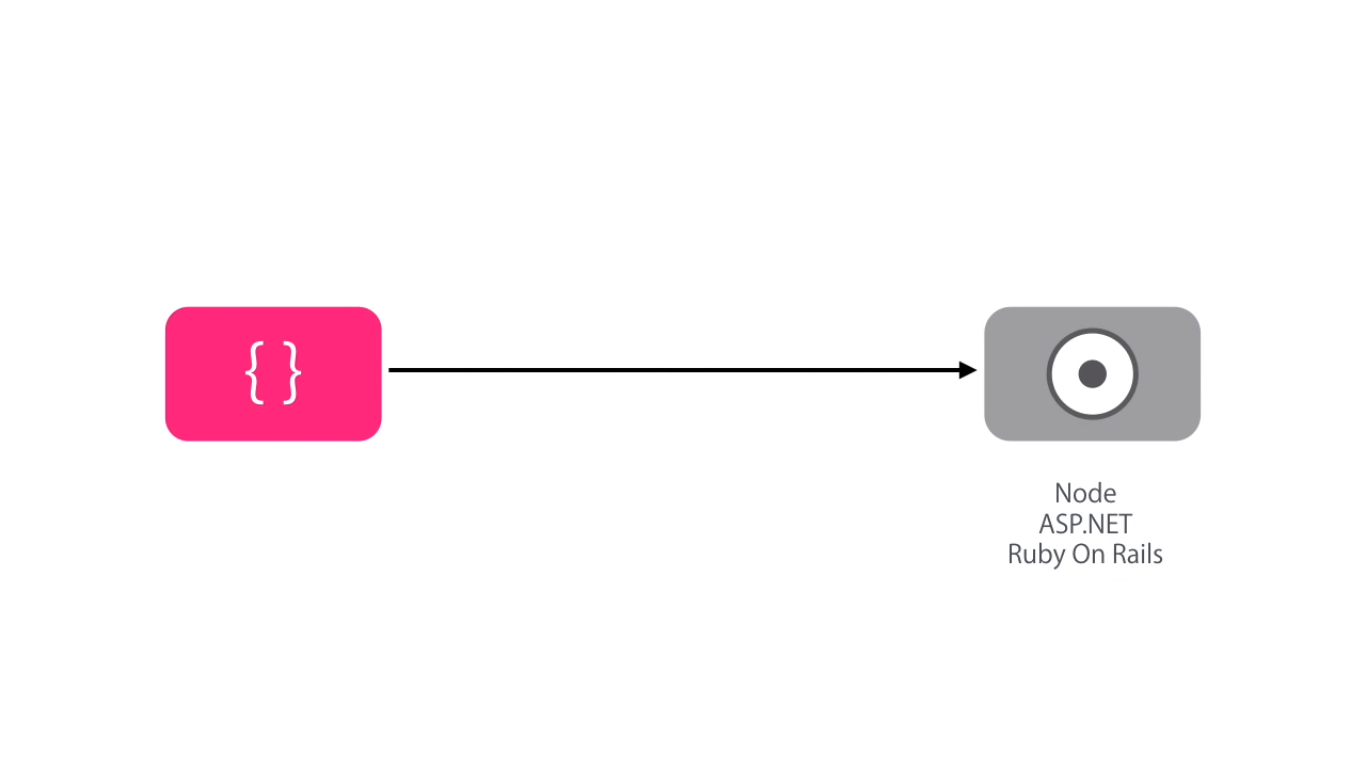 { }
Node
ASP.NET
Ruby On Rails